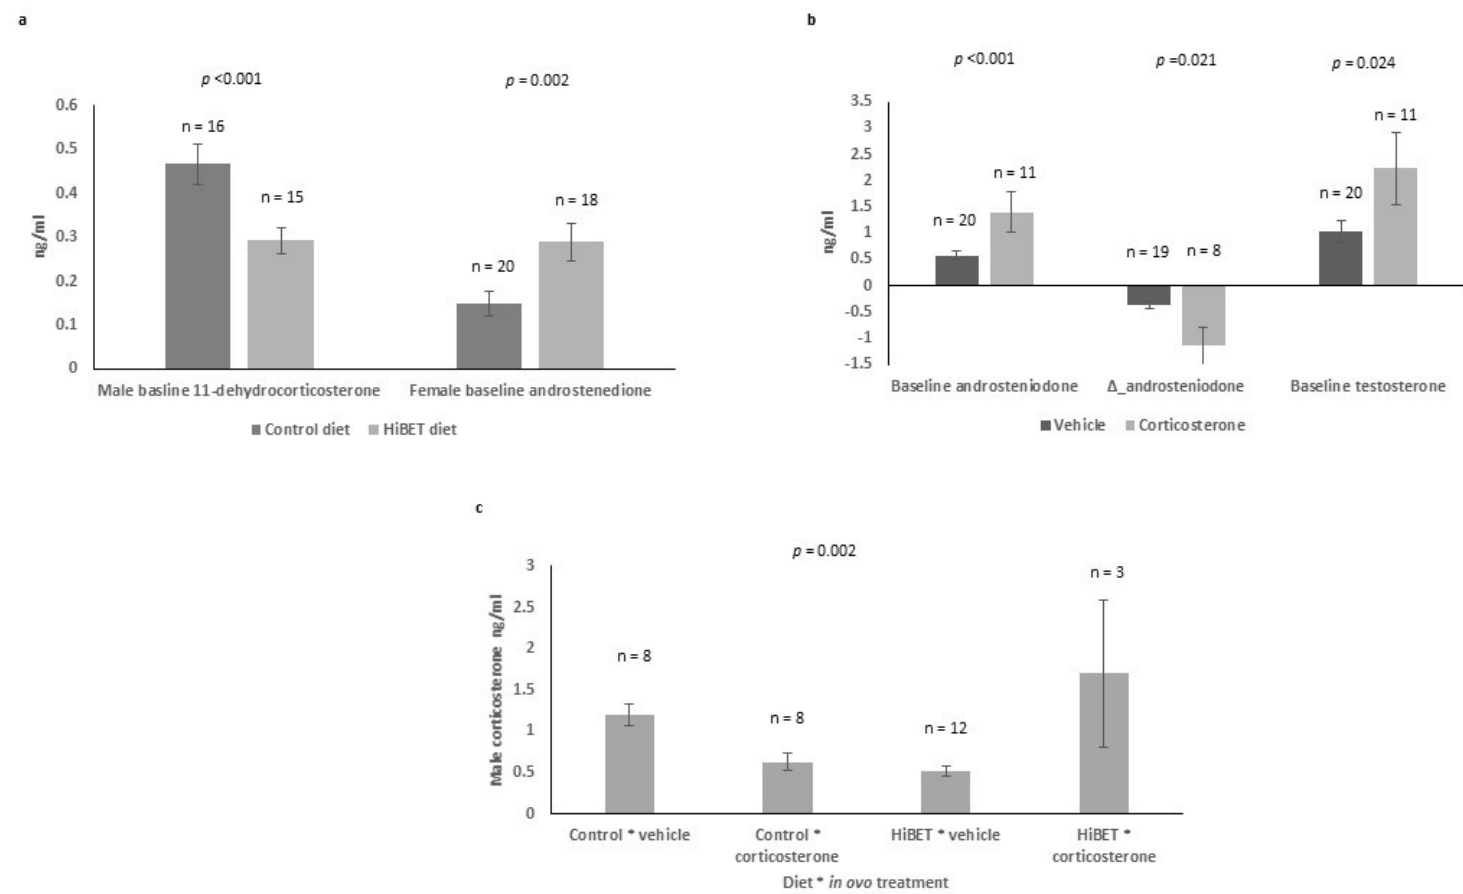 a
p <0.001
p = 0.002
ng/ml
0.6
0.5
0.4
0.3
0.2
0.1
0
n = 16
n = 15
n = 20
n = 18
Male basline 11-dehydrocorticosterone
Female baseline androstenedione
Control diet
HiBET diet
b
p <0.001
p =0.021
p = 0.024
ng/ml
3.5
3
2.5
2
1.5
1
0.5
0
-0.5
-1
-1.5
n = 20
n = 11
n = 19
n = 8
n = 20
n = 11
Baseline androsteniodone
Δ_androsteniodone
Baseline testosterone
Vehicle
Corticosterone
c
p = 0.002
Male corticosterone ng/ml
3
2.5
2
1.5
1
0.5
0
n = 8
n = 8
n = 12
n = 3
Control * vehicle
Control *
corticosterone
HiBET * vehicle
HiBET *
corticosterone
Diet * in ovo treatment